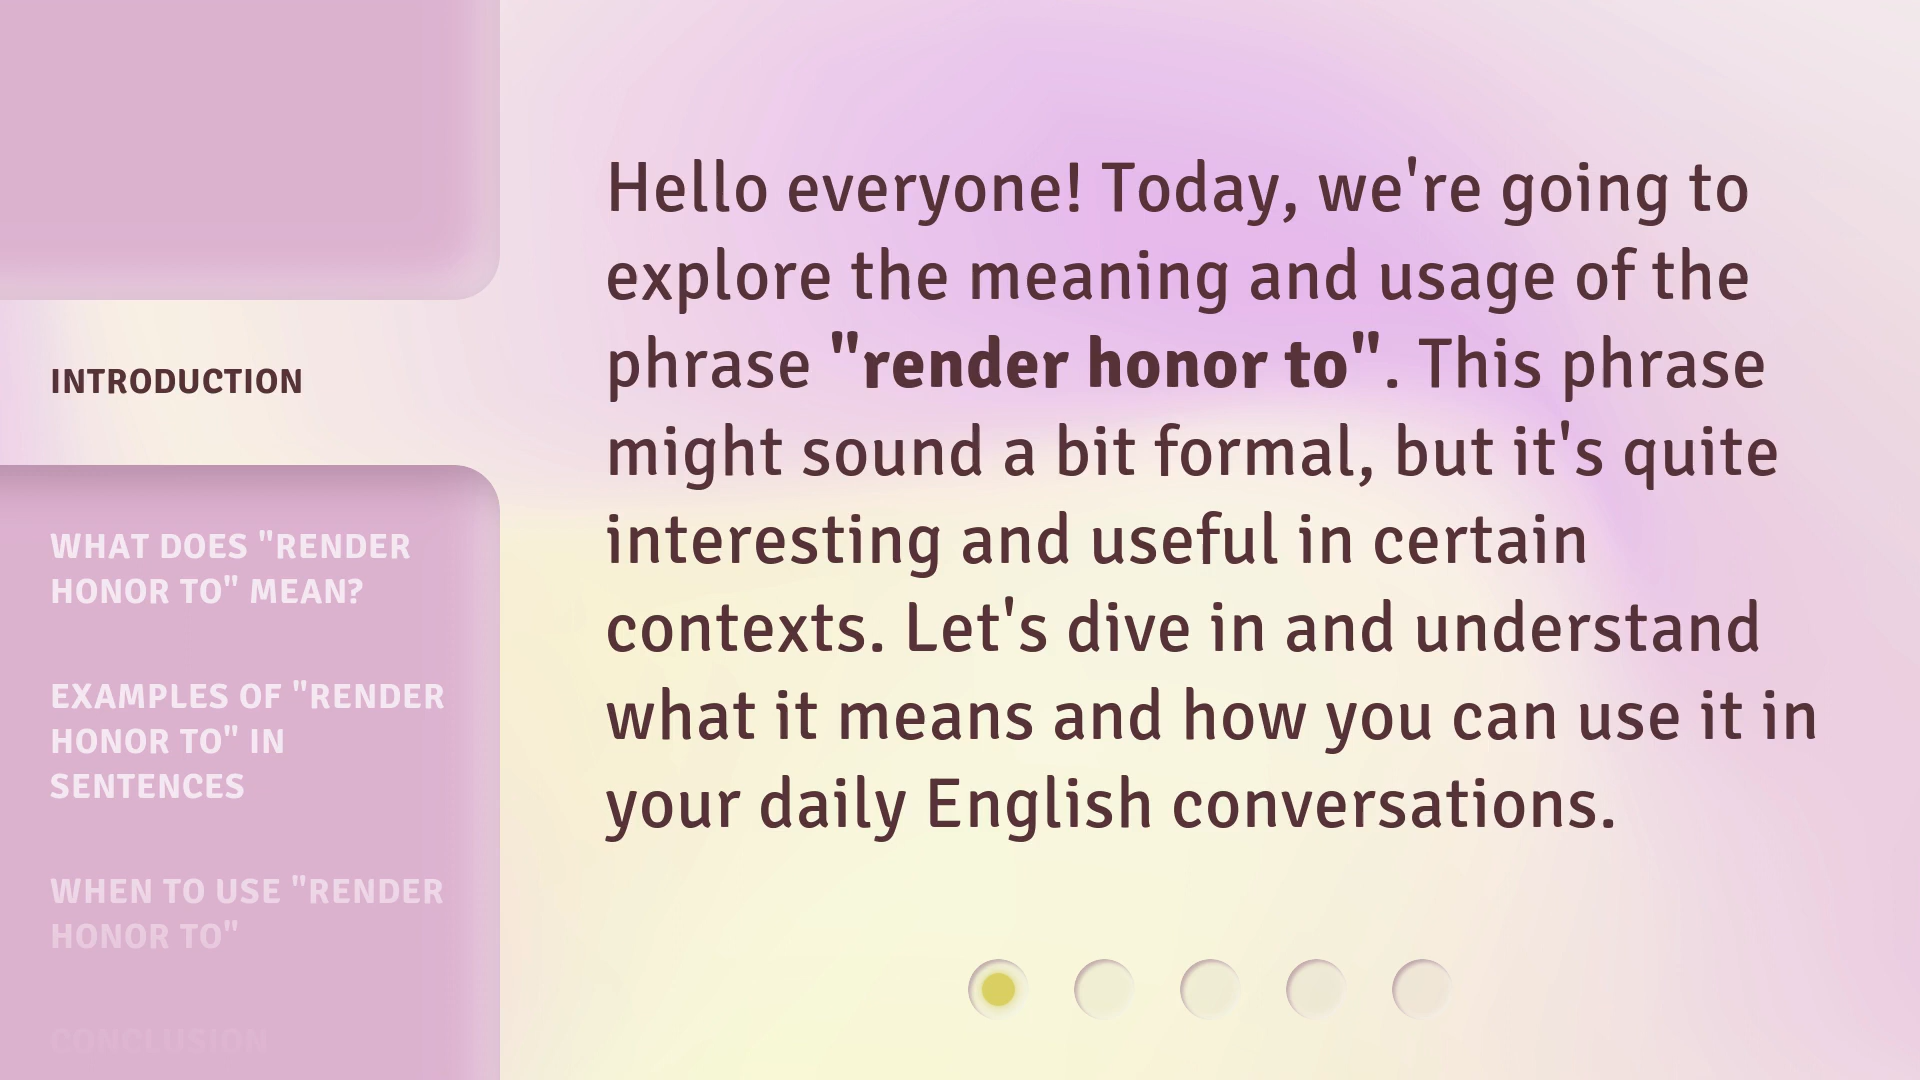 INTRODUCTION
WHAT DOES "RENDER
HONOR TO" MEAN?
EXAMPLES OF "RENDER
HONOR TO" IN
SENTENCES
WHEN TO USE "RENDER
HONOR TO"
CONCLUSION
Hello everyone! Today, we're going to
explore the meaning and usage of the
phrase "render honor to". This phrase
might sound a bit formal, but it's quite
interesting and useful in certain
contexts. Let's dive in and understand
what it means and how you can use it in
your daily English conversations.